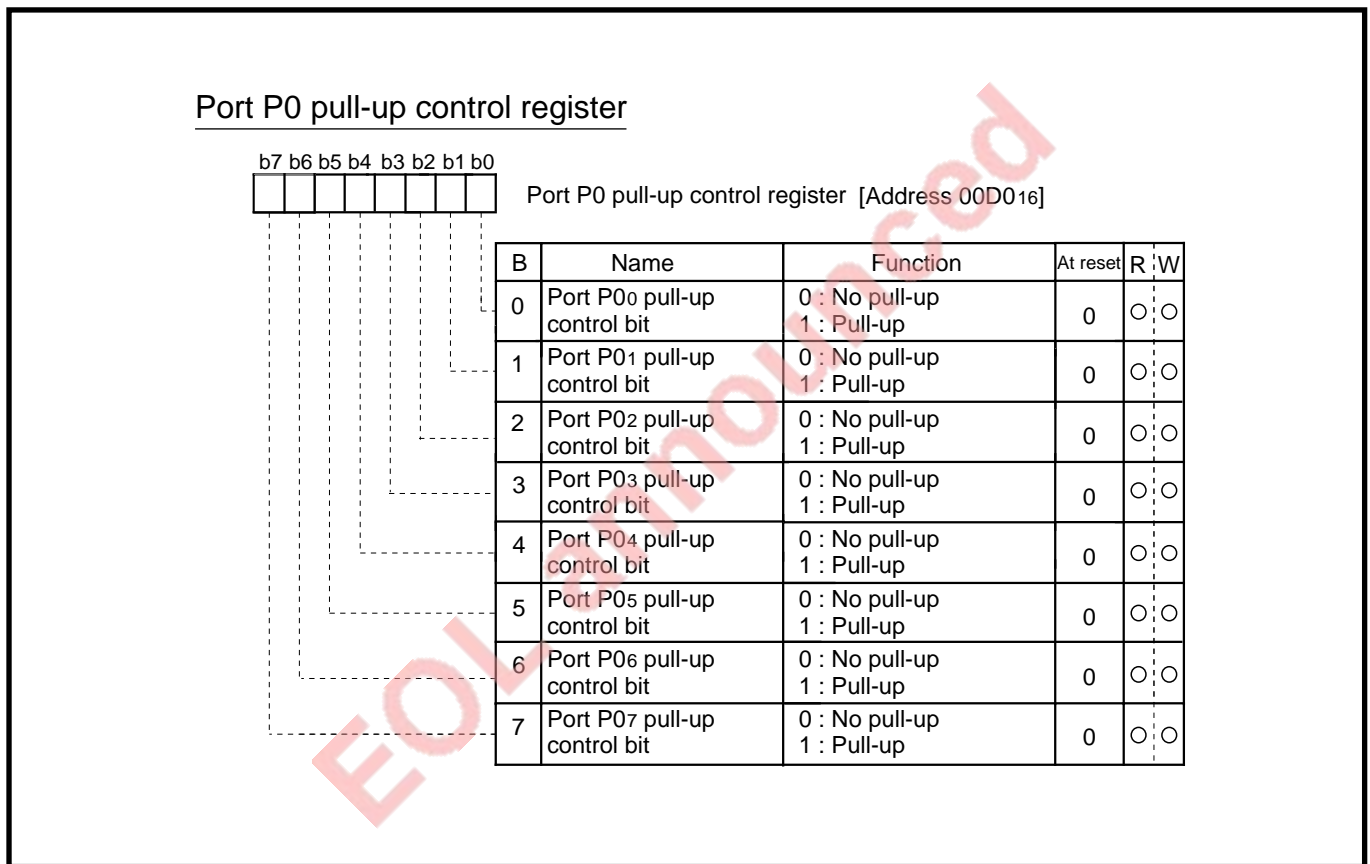 Port P0 pull-up control register
b7 b6 b5 b4 b3 b2 b1 b0
Port P0 pull-up control register [Address 00D016]
B Name Function At reset R W
0 Port P00 pull-up control bit 0 : No pull-up 1 : Pull-up 0 ○ ○
1 Port P01 pull-up control bit 0 : No pull-up 1 : Pull-up 0 ○ ○
2 Port P02 pull-up control bit 0 : No pull-up 1 : Pull-up 0 ○ ○
3 Port P03 pull-up control bit 0 : No pull-up 1 : Pull-up 0 ○ ○
4 Port P04 pull-up control bit 0 : No pull-up 1 : Pull-up 0 ○ ○
5 Port P05 pull-up control bit 0 : No pull-up 1 : Pull-up 0 ○ ○
6 Port P06 pull-up control bit 0 : No pull-up 1 : Pull-up 0 ○ ○
7 Port P07 pull-up control bit 0 : No pull-up 1 : Pull-up 0 ○ ○
EOL announced